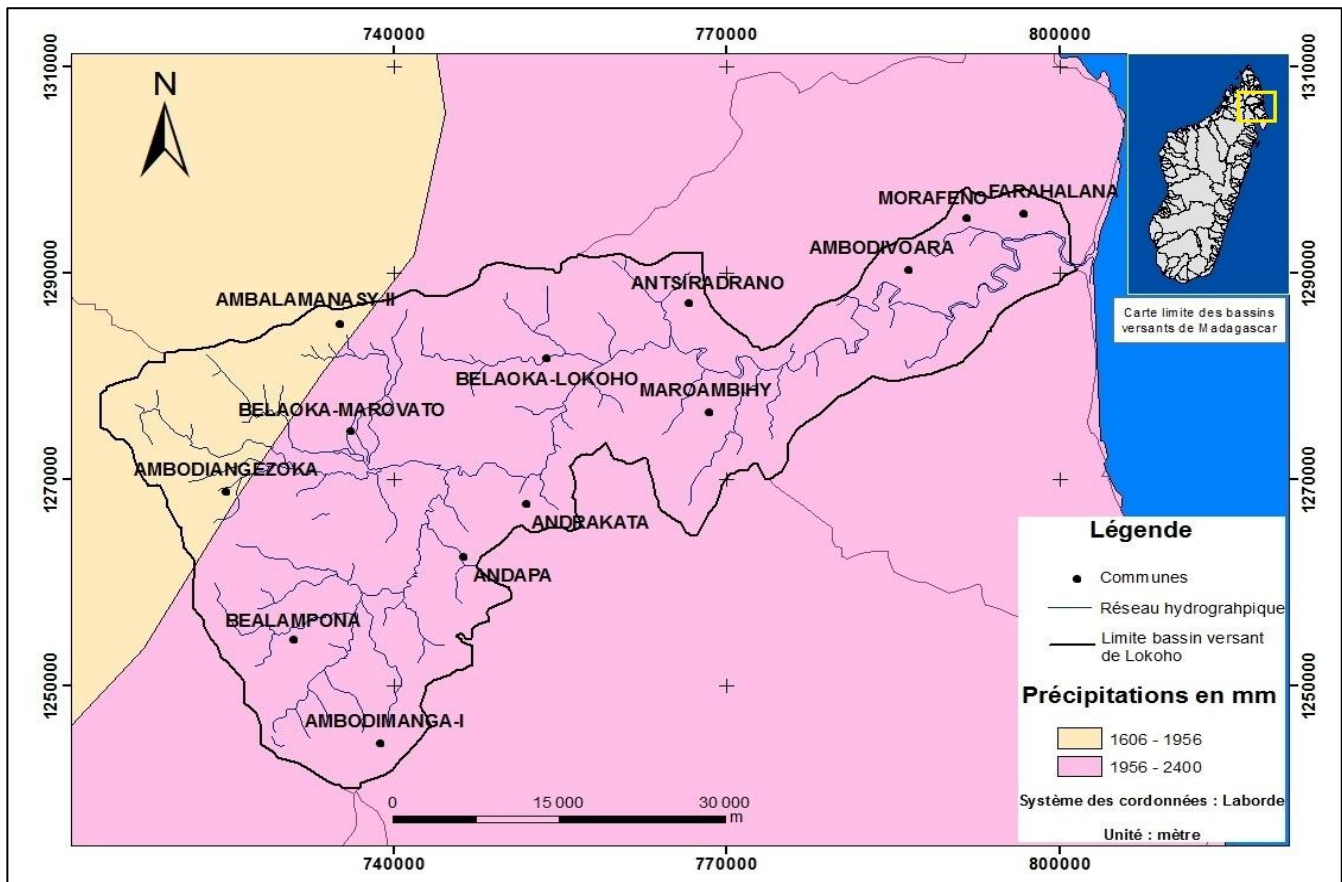 740000
770000
800000
1310000
1310000
N
MORAFENO
FARAHALANA
AMBODIVOARA
1290000
1290000
ANTSIRADRANO
AMBALAMANASY-II
Carte limite des bassins
versants de Madagascar
BELAOKA-LOKOHO
MAROAMBIHY
BELAOKA-MAROVATO
AMBODIANGEZOKA
1270000
1270000
ANDRAKATA
ANDAPA
BEALAMPONA
AMBODIMANGA-I
1250000
1250000
Légende
Communes
Réseau hydrograhpique
Limite bassin versant
de Lokoho
Précipitations en mm
1606 - 1956
1956 - 2400
Système des cordonnées : Laborde
Unité : mètre
0
15 000
30 000
m
740000
770000
800000